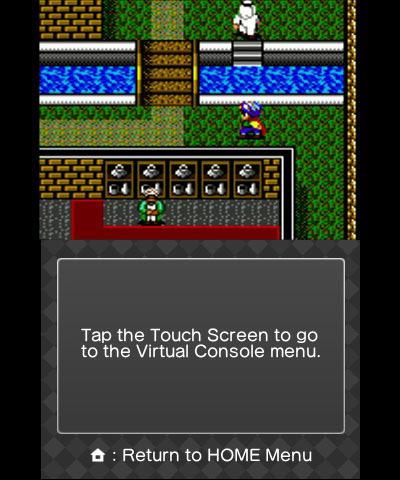 Tap the Touch Screen to go
to the Virtual Console menu.
: Return to HOME Menu